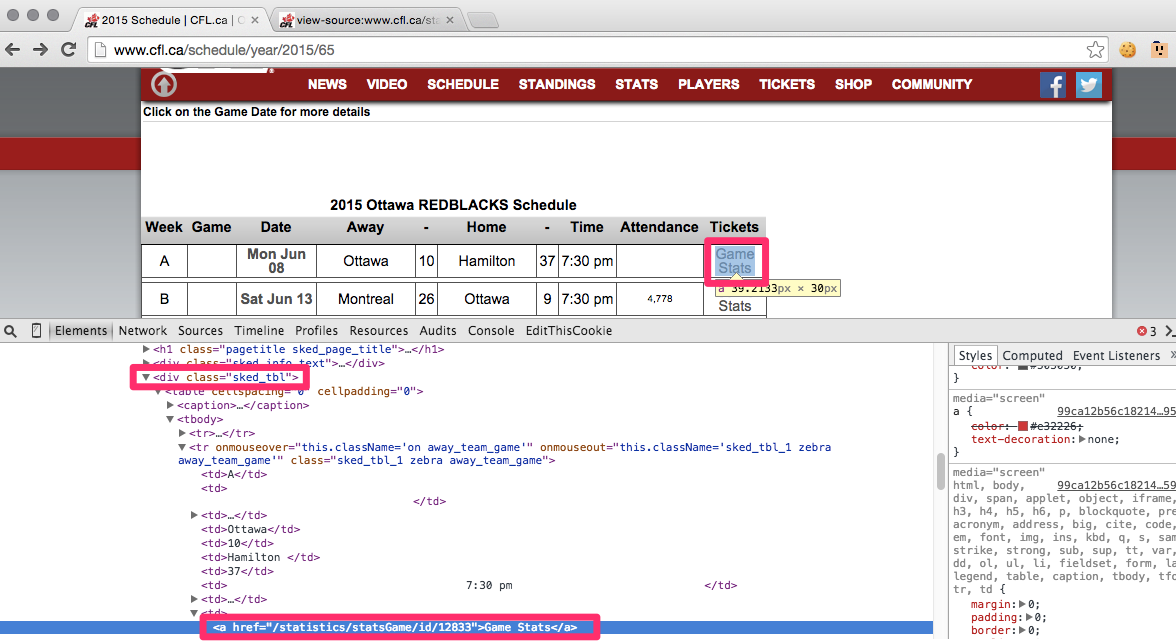 2015 Schedule | CFL.ca | C
view-source:www.cfl.ca/sta
www.cfl.ca/schedule/year/2015/65
NEWS VIDEO SCHEDULE STANDINGS STATS PLAYERS TICKETS SHOP COMMUNITY
Click on the Game Date for more details
2015 Ottawa REDBLACKS Schedule
Week Game Date Away - Home - Time Attendance Tickets
A Mon Jun 08 Ottawa 10 Hamilton 37 7:30 pm Game Stats
a 39.2133px × 30px
B Sat Jun 13 Montreal 26 Ottawa 9 7:30 pm 4,778 Stats
Elements Network Sources Timeline Profiles Resources Audits Console EditThisCookie 3
<h1 class="pagetitle sked_page_title">…</h1>
<div class="sked_info_text">…</div>
<div class="sked_tbl">
<table cellspacing="0" cellpadding="0">
<caption>…</caption>
<tbody>
<tr>…</tr>
<tr onmouseover="this.className='on away_team_game'" onmouseout="this.className='sked_tbl_1 zebra
away_team_game'" class="sked_tbl_1 zebra away_team_game">
<td>A</td>
<td>
</td>
<td>…</td>
<td>Ottawa</td>
<td>10</td>
<td>Hamilton </td>
<td>37</td>
<td> 7:30 pm </td>
<td>…</td>
<td>
<a href="/statistics/statsGame/id/12833">Game Stats</a>
Styles Computed Event Listeners »
color: #303030;
}
media="screen"
a { 99ca12b56c18214…95
color: #c32226;
text-decoration: none;
}
media="screen"
html, body, 99ca12b56c18214…59
div, span, applet, object, iframe,
h3, h4, h5, h6, p, blockquote, pre
acronym, address, big, cite, code,
em, font, img, ins, kbd, q, s, sam
strike, strong, sub, sup, tt, var,
dd, ol, ul, li, fieldset, form, la
legend, table, caption, tbody, tfo
tr, td {
margin: 0;
padding: 0;
border: 0;